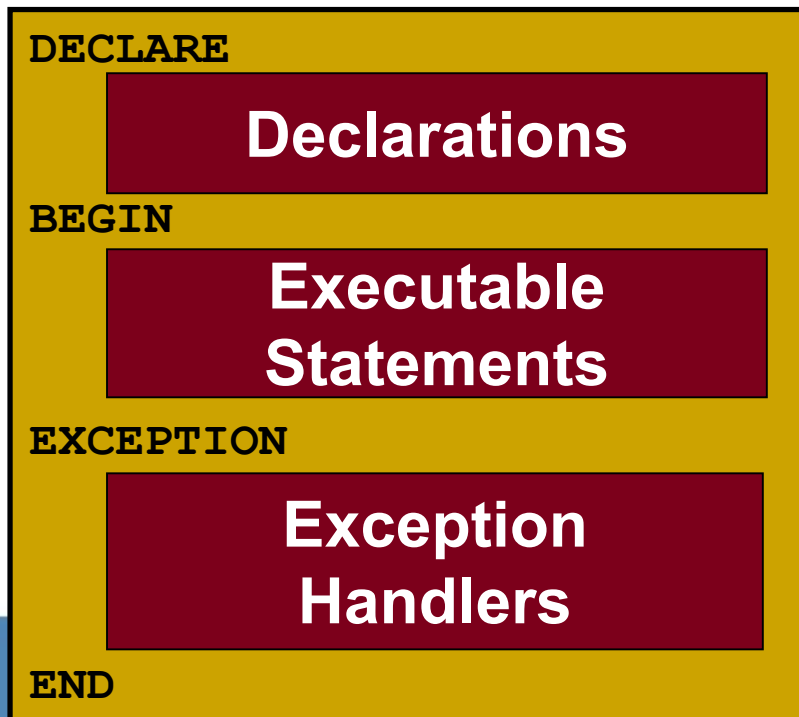 DECLARE
Declarations
BEGIN
Executable
Statements
EXCEPTION
Exception
Handlers
END